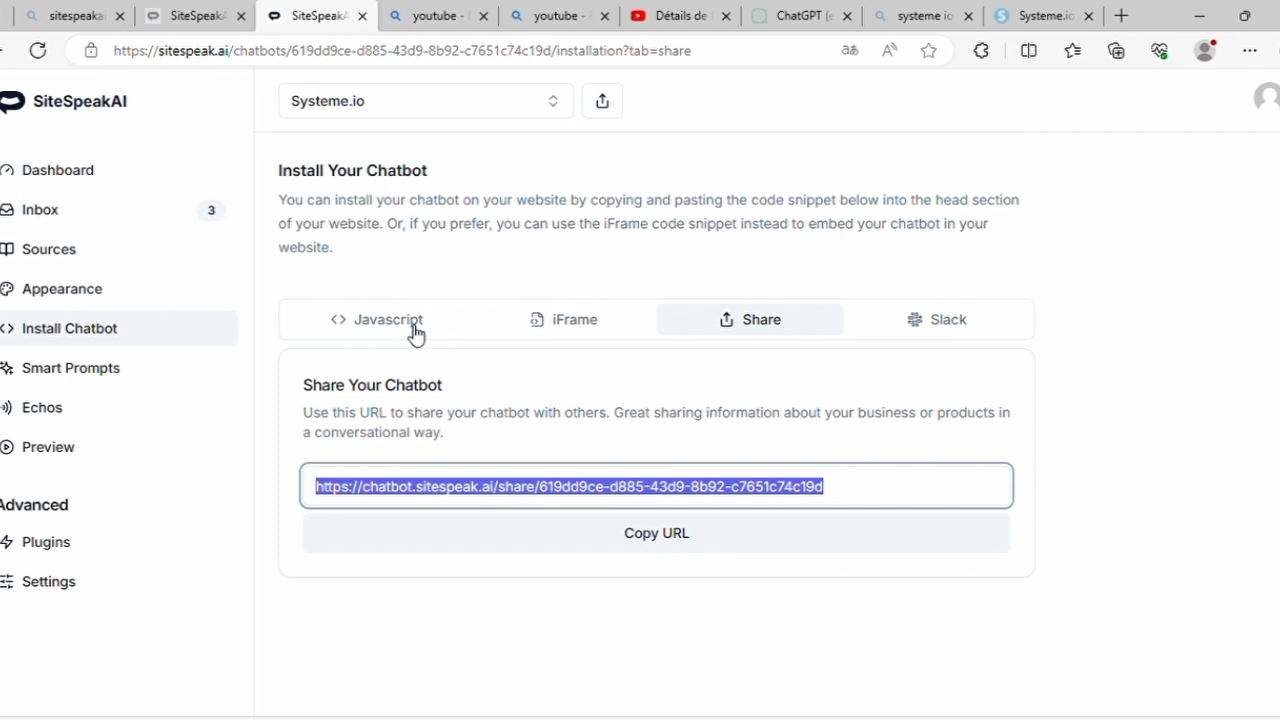 sitespeakai
SiteSpeakA
SiteSpeakA
youtube -
youtube -
Détails de
ChatGPT (
systeme io
Systeme.io
https://sitespeak.ai/chatbots/619dd9ce-d885-43d9-8b92-c7651c74c19d/installation?tab=share
SiteSpeakAI
Systeme.io
Dashboard
Inbox 3
Sources
Appearance
Install Chatbot
Smart Prompts
Echos
Preview
Advanced
Plugins
Settings
Install Your Chatbot
You can install your chatbot on your website by copying and pasting the code snippet below into the head section
of your website. Or, if you prefer, you can use the iFrame code snippet instead to embed your chatbot in your
website.
Javascript
iFrame
Share
Slack
Share Your Chatbot
Use this URL to share your chatbot with others. Great sharing information about your business or products in
a conversational way.
https://chatbot.sitespeak.ai/share/619dd9ce-d885-43d9-8b92-c7651c74c19d
Copy URL